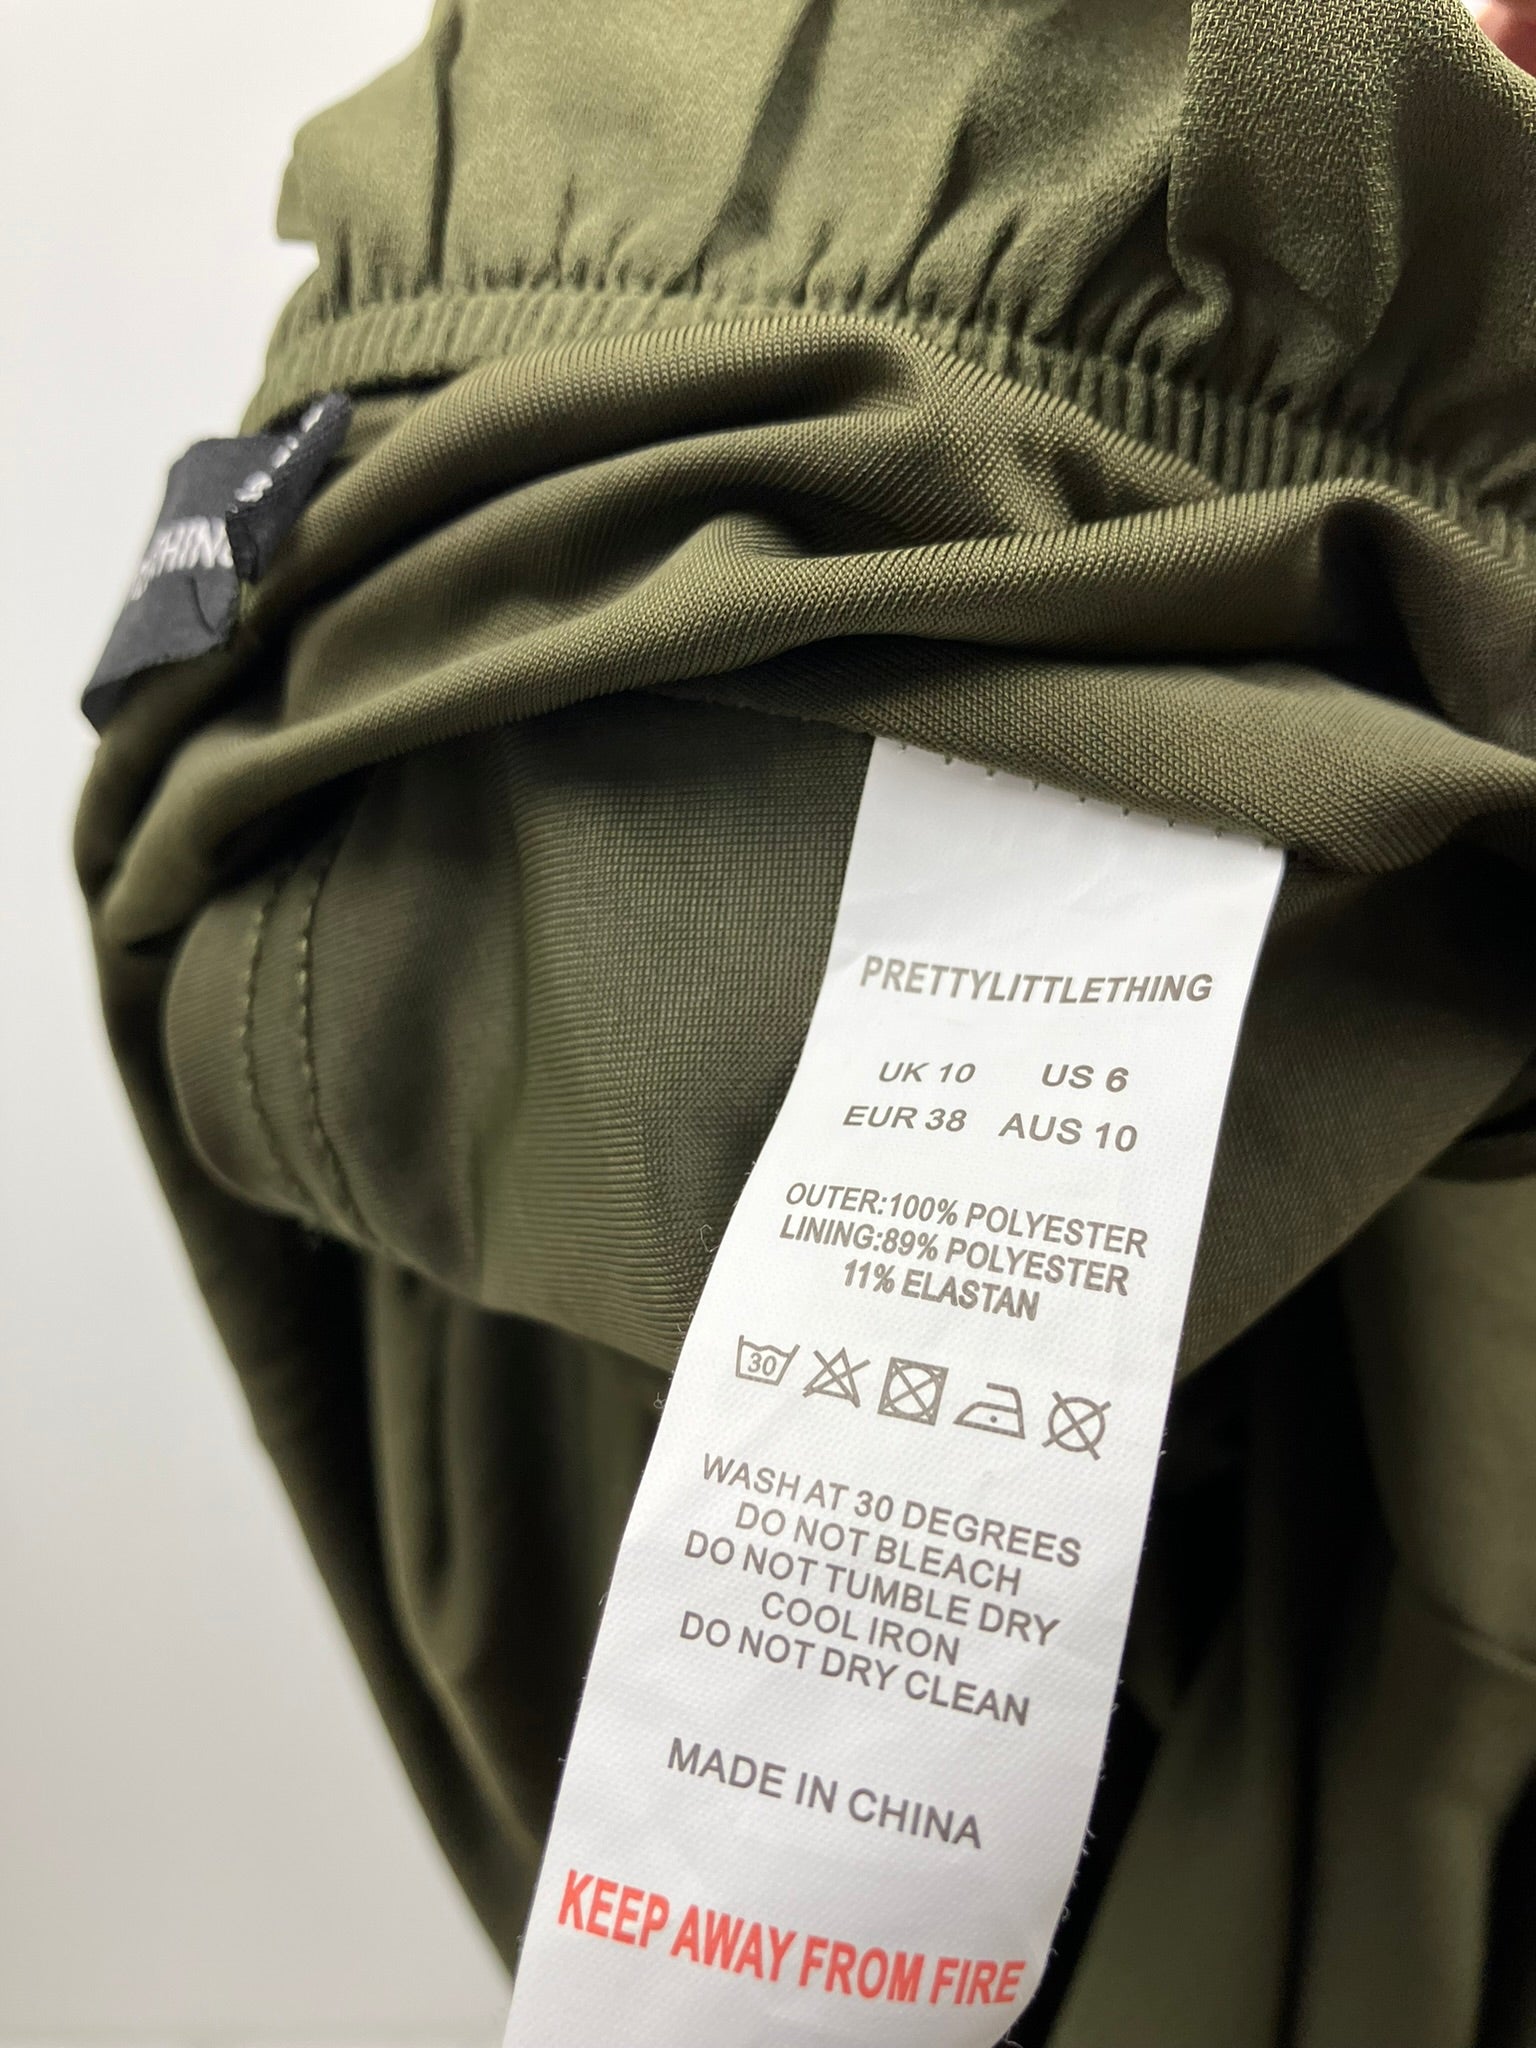 THING
PRETTYLITTLETHING
UK 10 US 6
EUR 38 AUS 10
OUTER:100% POLYESTER
LINING:89% POLYESTER
11% ELASTAN
30
WASH AT 30 DEGREES
DO NOT BLEACH
DO NOT TUMBLE DRY
COOL IRON
DO NOT DRY CLEAN
MADE IN CHINA
KEEP AWAY FROM FIRE